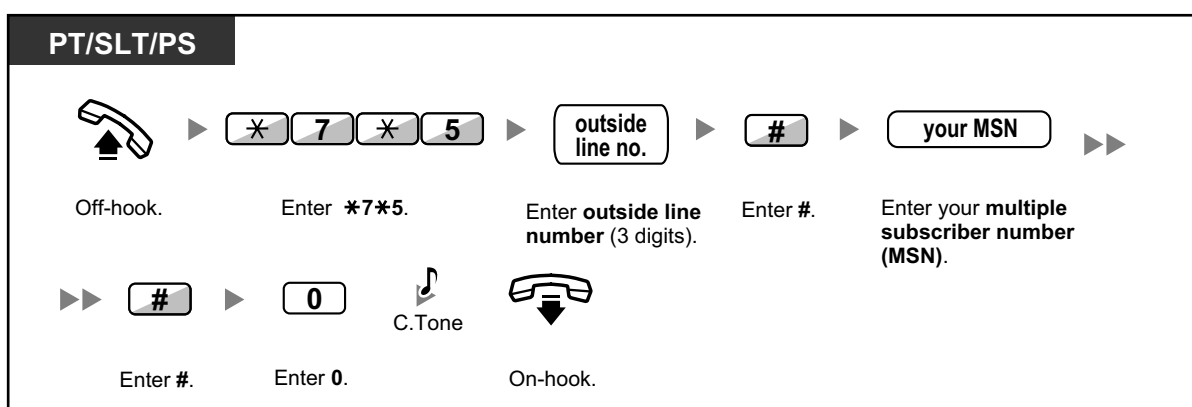 PT/SLT/PS
* 7 * 5
outside
line no.
#
your MSN
Off-hook.
Enter *7*5.
Enter outside line
number (3 digits).
Enter #.
Enter your multiple
subscriber number
(MSN).
#
0
C.Tone
Enter #.
Enter 0.
On-hook.